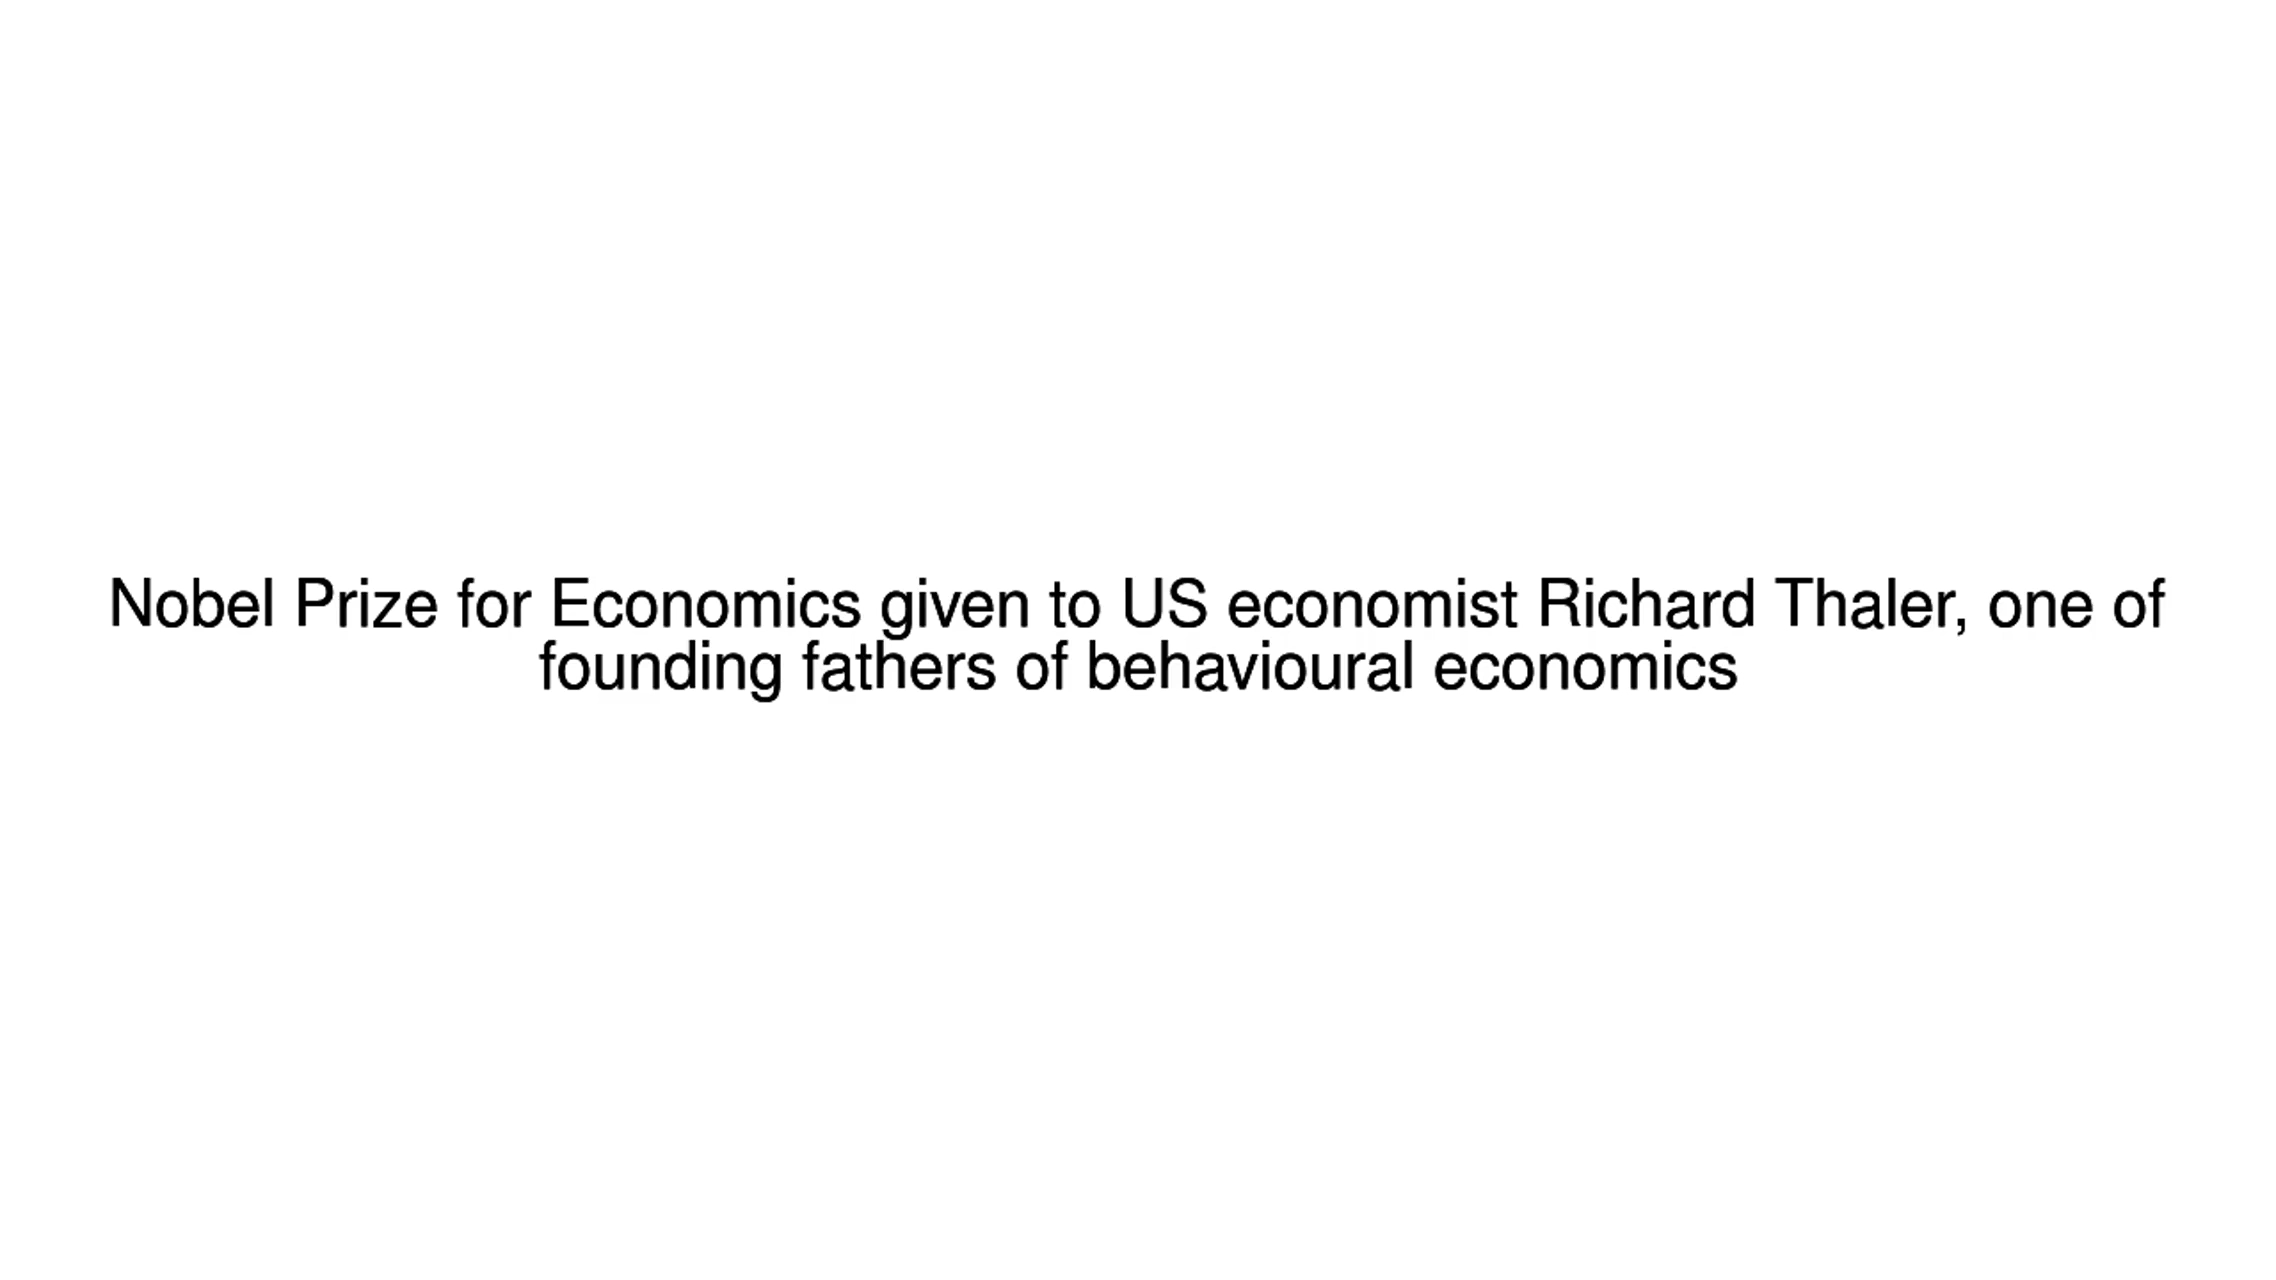 Nobel Prize for Economics given to US economist Richard Thaler, one of
founding fathers of behavioural economics